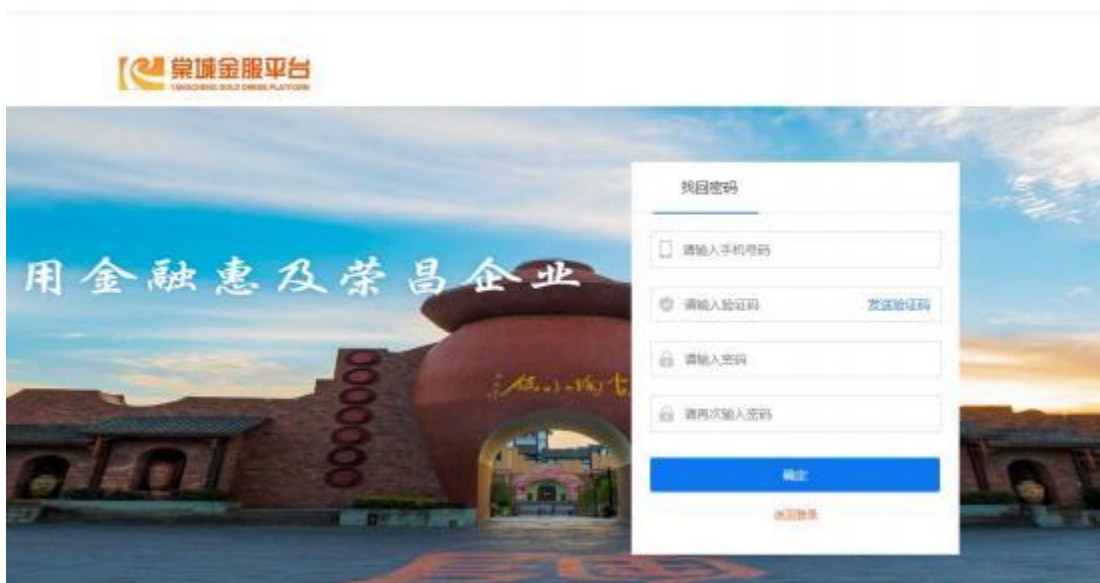 棠城金服平台
找回密码
请输入手机号码
用金融惠及荣昌企业
请输入验证码
发送验证码
请输入密码
请再次输入密码
确定
返回登录